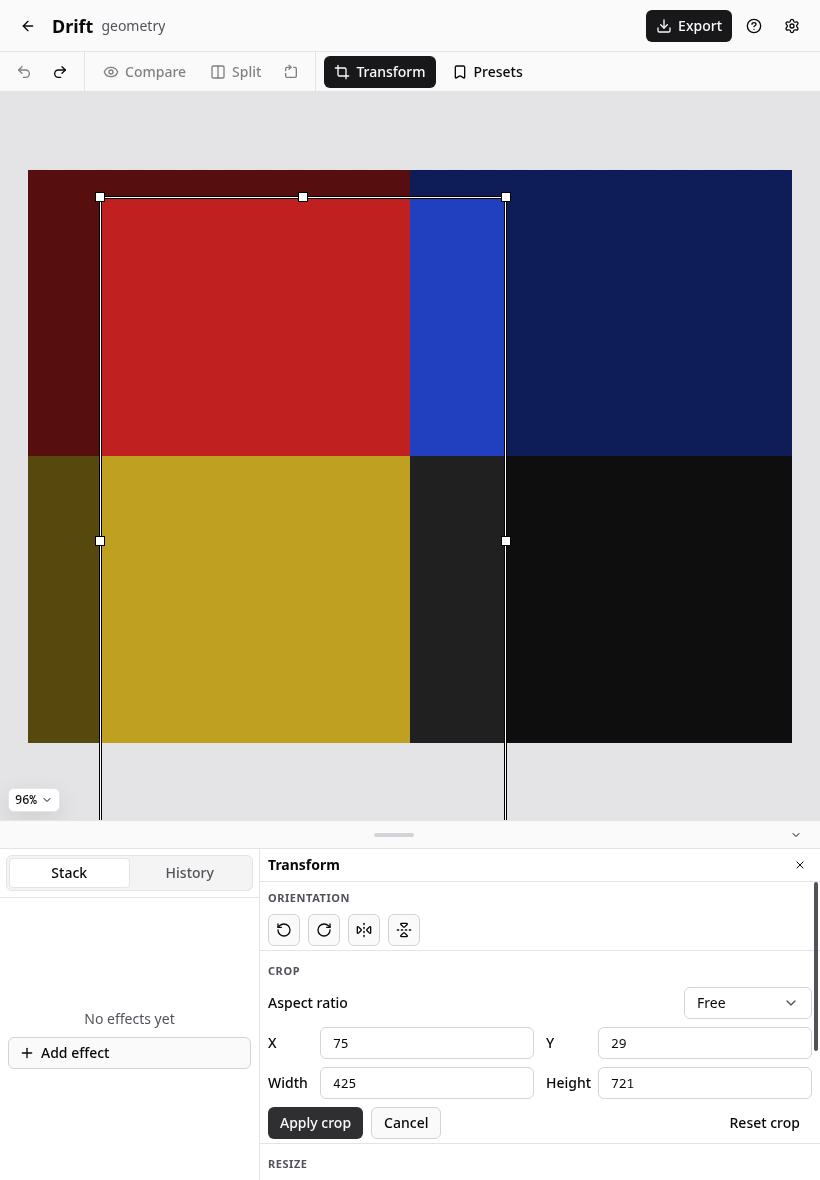 Drift geometry Export
Compare Split Transform Presets
96%
Stack History Transform
ORIENTATION
CROP
Aspect ratio Free
X 75 Y 29
Width 425 Height 721
No effects yet
Add effect
Apply crop Cancel Reset crop
RESIZE